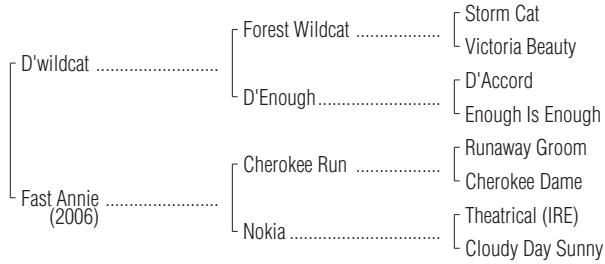 Storm Cat
Forest Wildcat ..................
Victoria Beauty
D'wildcat ..........................
D'Accord
D'Enough..........................
Enough Is Enough
Runaway Groom
Cherokee Run ..................
Cherokee Dame
Fast Annie ........................
(2006)
Theatrical (IRE)
Nokia ................................
Cloudy Day Sunny